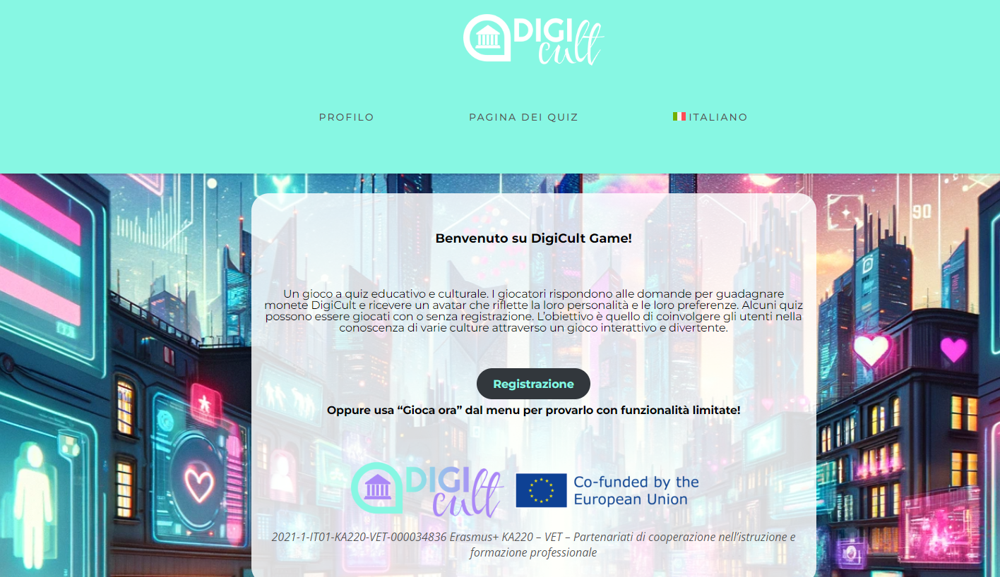 DIGI
cult
PROFILO
PAGINA DEI QUIZ
ITALIANO
90
Benvenuto su DigiCult Game!
Un gioco a quiz educativo e culturale. I giocatori rispondono alle domande per guadagnare
monete DigiCult e ricevere un avatar che riflette la loro personalità e le loro preferenze. Alcuni quiz
possono essere giocati con o senza registrazione. L’obiettivo è quello di coinvolgere gli utenti nella
conoscenza di varie culture attraverso un gioco interattivo e divertente.
Registrazione
Oppure usa “Gioca ora” dal menu per provarlo con funzionalità limitate!
DIGI
cult
Co-funded by the
European Union
2021-1-IT01-KA220-VET-000034836 Erasmus+ KA220 – VET – Partenariati di cooperazione nell’istruzione e
formazione professionale